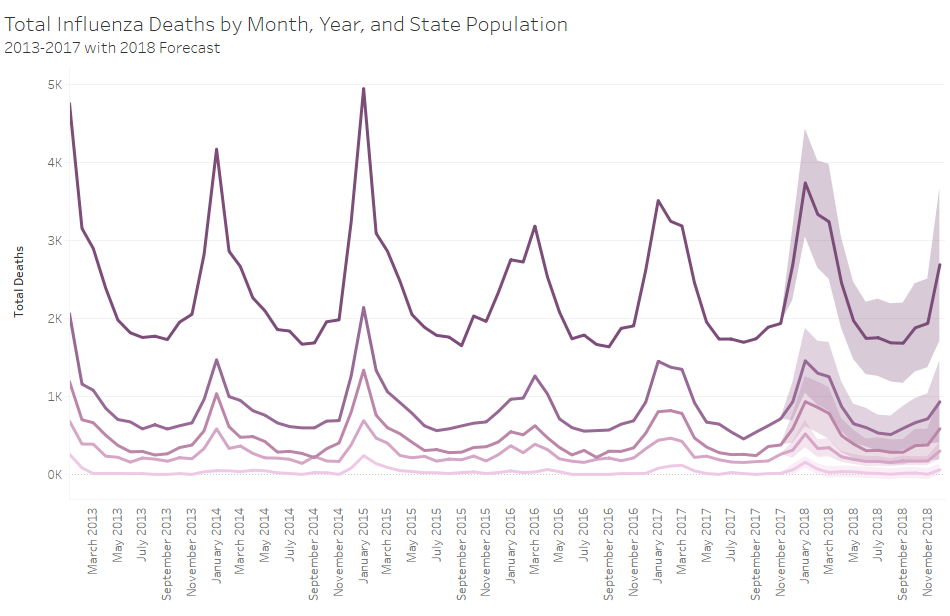 Total Influenza Deaths by Month, Year, and State Population
2013-2017 with 2018 Forecast
5K
4K
3K
2K
1K
0K
Total Deaths
March 2013
May 2013
July 2013
September 2013
November 2013
January 2014
March 2014
May 2014
July 2014
September 2014
November 2014
January 2015
March 2015
May 2015
July 2015
September 2015
November 2015
January 2016
March 2016
May 2016
July 2016
September 2016
November 2016
January 2017
March 2017
May 2017
July 2017
September 2017
November 2017
January 2018
March 2018
May 2018
July 2018
September 2018
November 2018